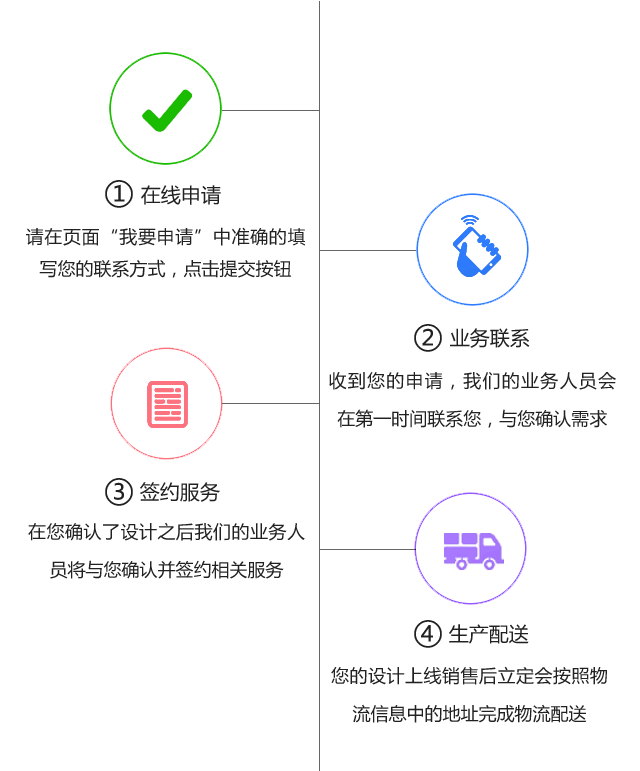 ① 在线申请
请在页面“我要申请”中准确的填
写您的联系方式，点击提交按钮
② 业务联系
收到您的申请，我们的业务人员会
在第一时间联系您，与您确认需求
③ 签约服务
在您确认了设计之后我们的业务人
员将与您确认并签约相关服务
④ 生产配送
您的设计上线销售后立定会按照物
流信息中的地址完成物流配送